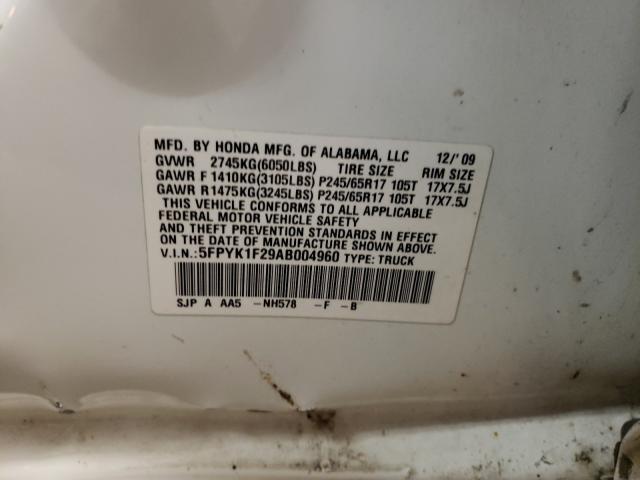 MFD. BY HONDA MFG. OF ALABAMA, LLC 12/'09
GVWR 2745KG(6050LBS) TIRE SIZE RIM SIZE
GAWR F 1410KG(3105LBS) P245/65R17 105T 17X7.5J
GAWR R1475KG(3245LBS) P245/65R17 105T 17X7.5J
THIS VEHICLE CONFORMS TO ALL APPLICABLE
FEDERAL MOTOR VEHICLE SAFETY
AND THEFT PREVENTION STANDARDS IN EFFECT
ON THE DATE OF MANUFACTURE SHOWN ABOVE.
V.I.N.: 5FPYK1F29AB004960 TYPE: TRUCK
SJP A AA5 -NH578 -F -B